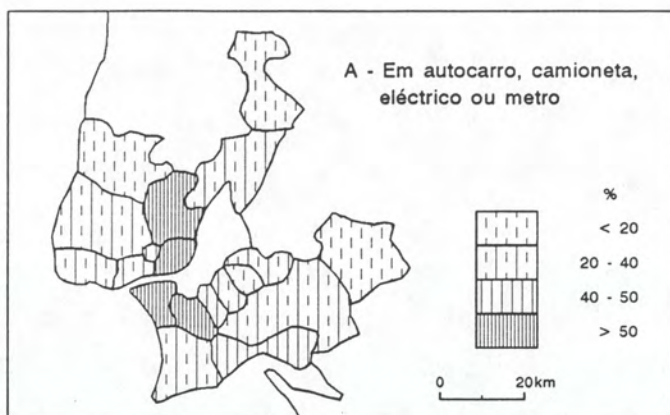 A - Em autocarro, camioneta,
eléctrico ou metro
%
< 20
20 - 40
40 - 50
> 50
0 20km